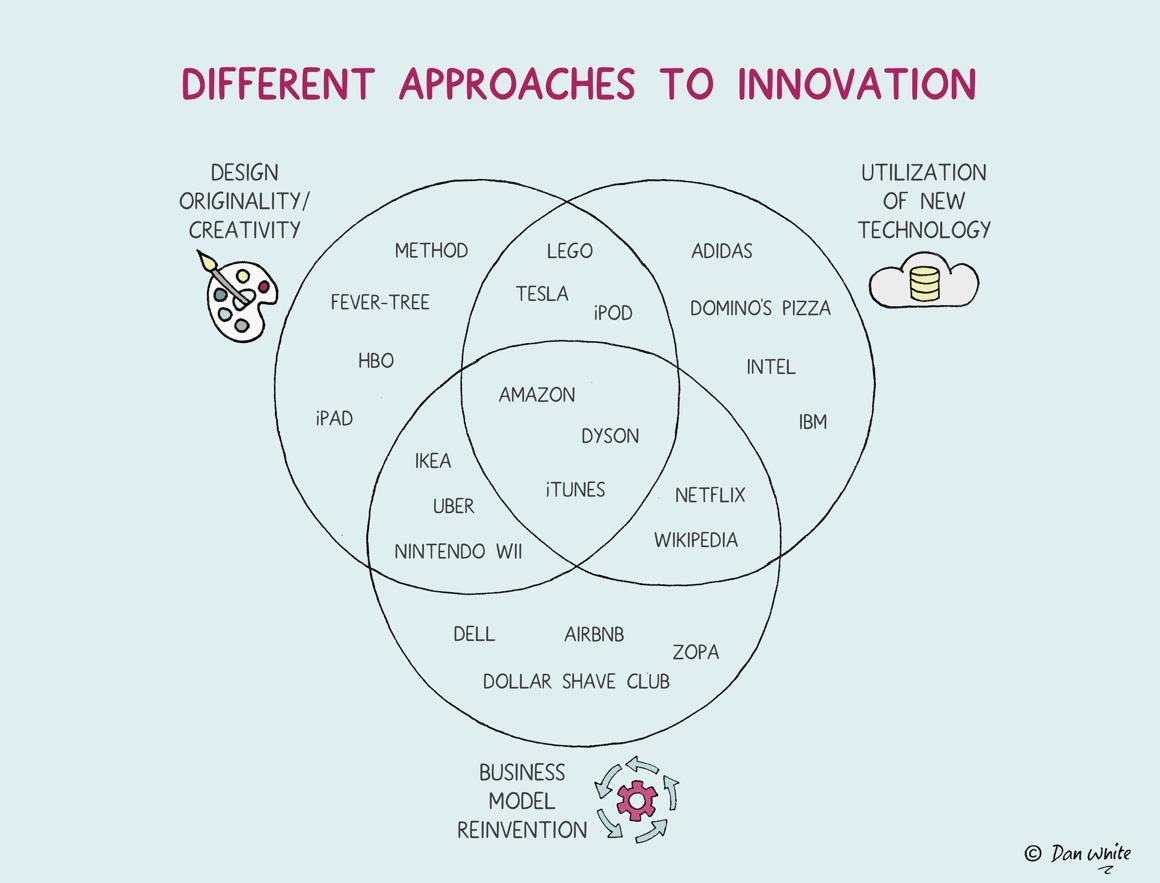 DIFFERENT APPROACHES TO INNOVATION
DESIGN
ORIGINALITY/
CREATIVITY
UTILIZATION
OF NEW
TECHNOLOGY
METHOD
FEVER-TREE
HBO
iPAD
LEGO
TESLA
iPOD
ADIDAS
DOMINO'S PIZZA
INTEL
IBM
AMAZON
DYSON
iTUNES
IKEA
UBER
NINTENDO WII
NETFLIX
WIKIPEDIA
DELL
AIRBNB
ZOPA
DOLLAR SHAVE CLUB
BUSINESS
MODEL
REINVENTION
© Dan White